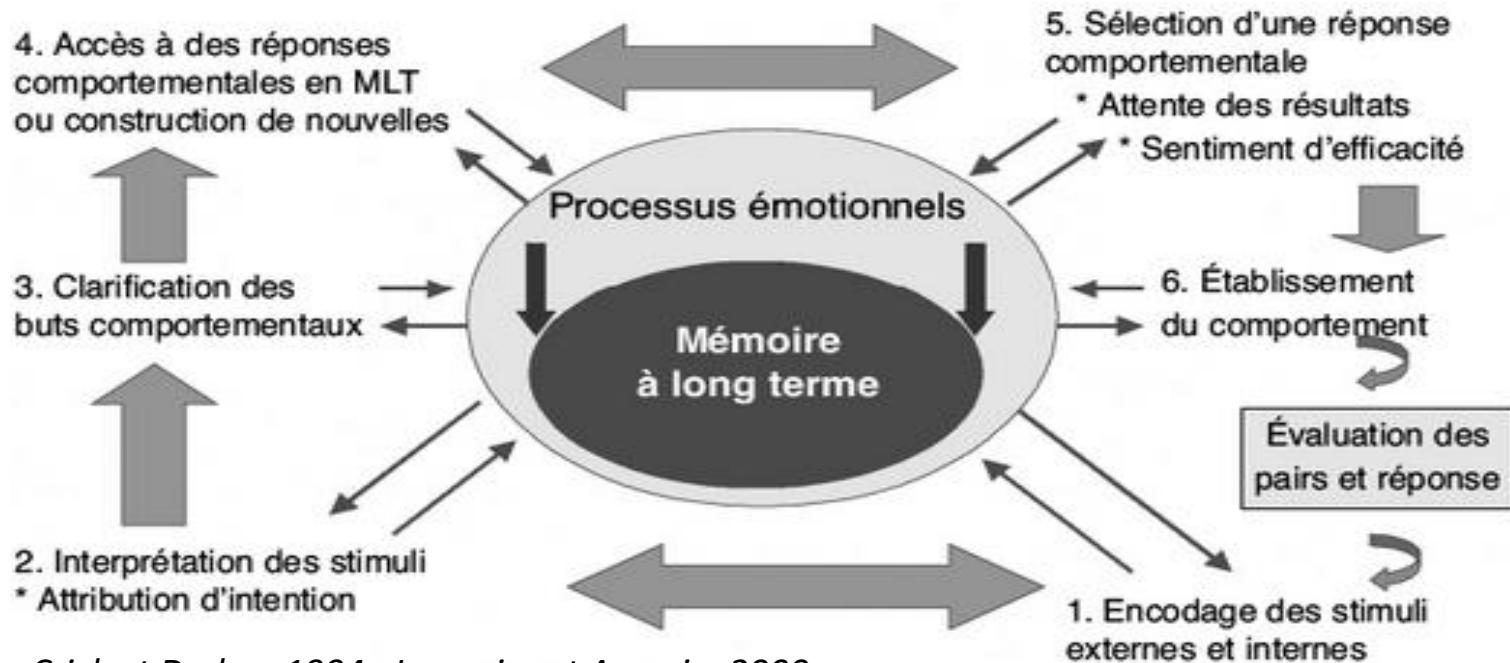 4. Accès à des réponses
comportementales en MLT
ou construction de nouvelles
5. Sélection d'une réponse
comportementale
* Attente des résultats
* Sentiment d'efficacité
Processus émotionnels
Mémoire
à long terme
3. Clarification des
buts comportementaux
6. Établissement
du comportement
Évaluation des
pairs et réponse
2. Interprétation des stimuli
* Attribution d'intention
1. Encodage des stimuli
externes et internes